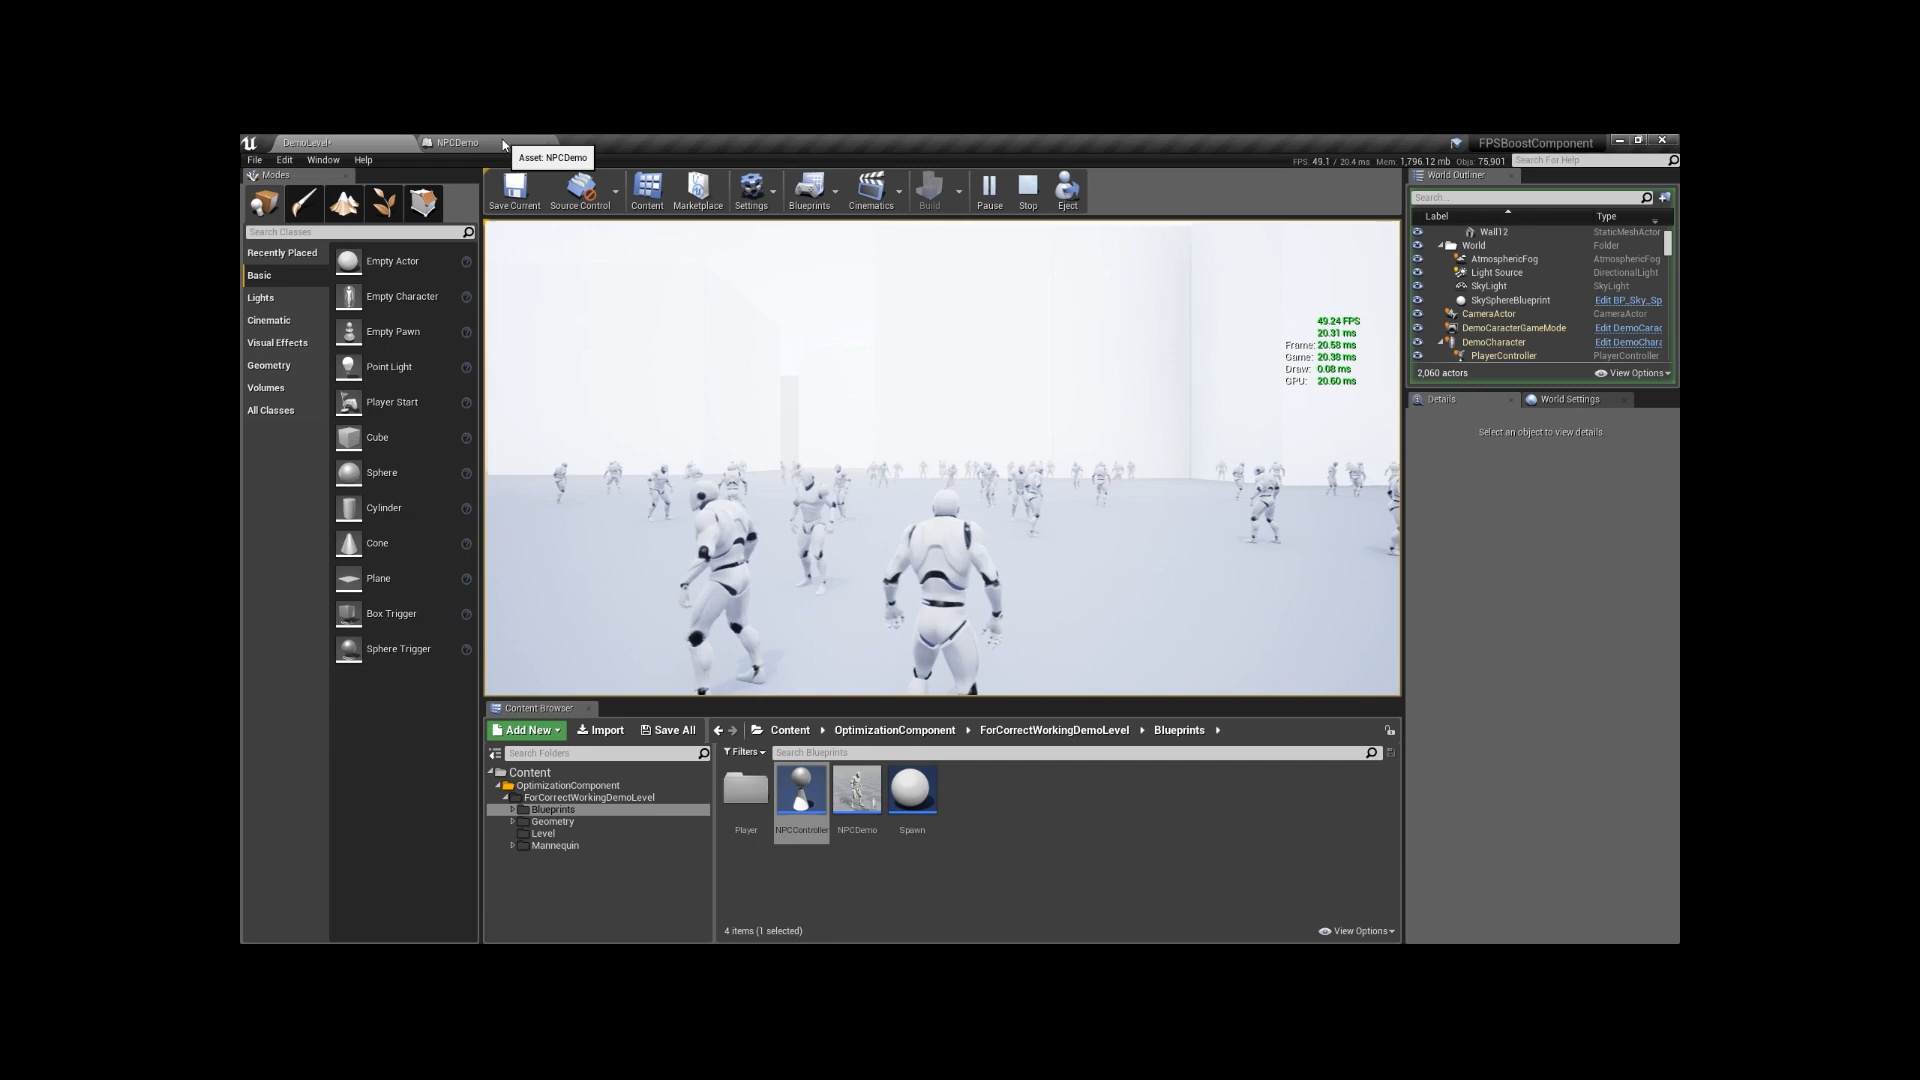 DemoLevel*
NPCDemo
FPSBoostComponent
Asset: NPCDemo
File Edit Window Help
FPS: 49.1 / 20.4 ms Mem: 1,796.12 mb Objs: 75,901
Search For Help
Modes
Search Classes
Recently Placed
Basic
Lights
Cinematic
Visual Effects
Geometry
Volumes
All Classes
Empty Actor
Empty Character
Empty Pawn
Point Light
Player Start
Cube
Sphere
Cylinder
Cone
Plane
Box Trigger
Sphere Trigger
Save Current Source Control Content Marketplace Settings Blueprints Cinematics Build Pause Stop Eject
49.24 FPS
20.31 ms
Frame: 20.58 ms
Game: 20.38 ms
Draw: 0.08 ms
GPU: 20.60 ms
World Outliner
Search...
Label Type
Wall12 StaticMeshActor
World Folder
AtmosphericFog AtmosphericFog
Light Source DirectionalLight
SkyLight SkyLight
SkySphereBlueprint Edit BP_Sky_Sp
CameraActor CameraActor
DemoCaracterGameMode Edit DemoCarac
DemoCharacter Edit DemoChara
PlayerController PlayerController
2,060 actors View Options
Details World Settings
Select an object to view details
Content Browser
Add New Import Save All Content OptimizationComponent ForCorrectWorkingDemoLevel Blueprints
Search Folders
Filters Search Blueprints
Content
OptimizationComponent
ForCorrectWorkingDemoLevel
Blueprints
Geometry
Level
Mannequin
Player NPCController NPCDemo Spawn
4 items (1 selected) View Options